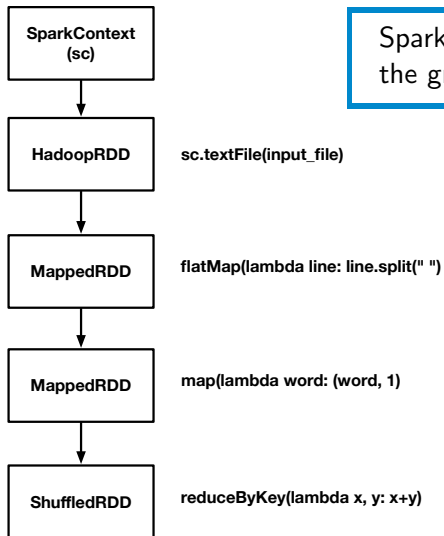 SparkContext
(sc)
Spark
the gr
HadoopRDD
sc.textFile(input_file)
MappedRDD
flatMap(lambda line: line.split(" ")
MappedRDD
map(lambda word: (word, 1)
ShuffledRDD
reduceByKey(lambda x, y: x+y)